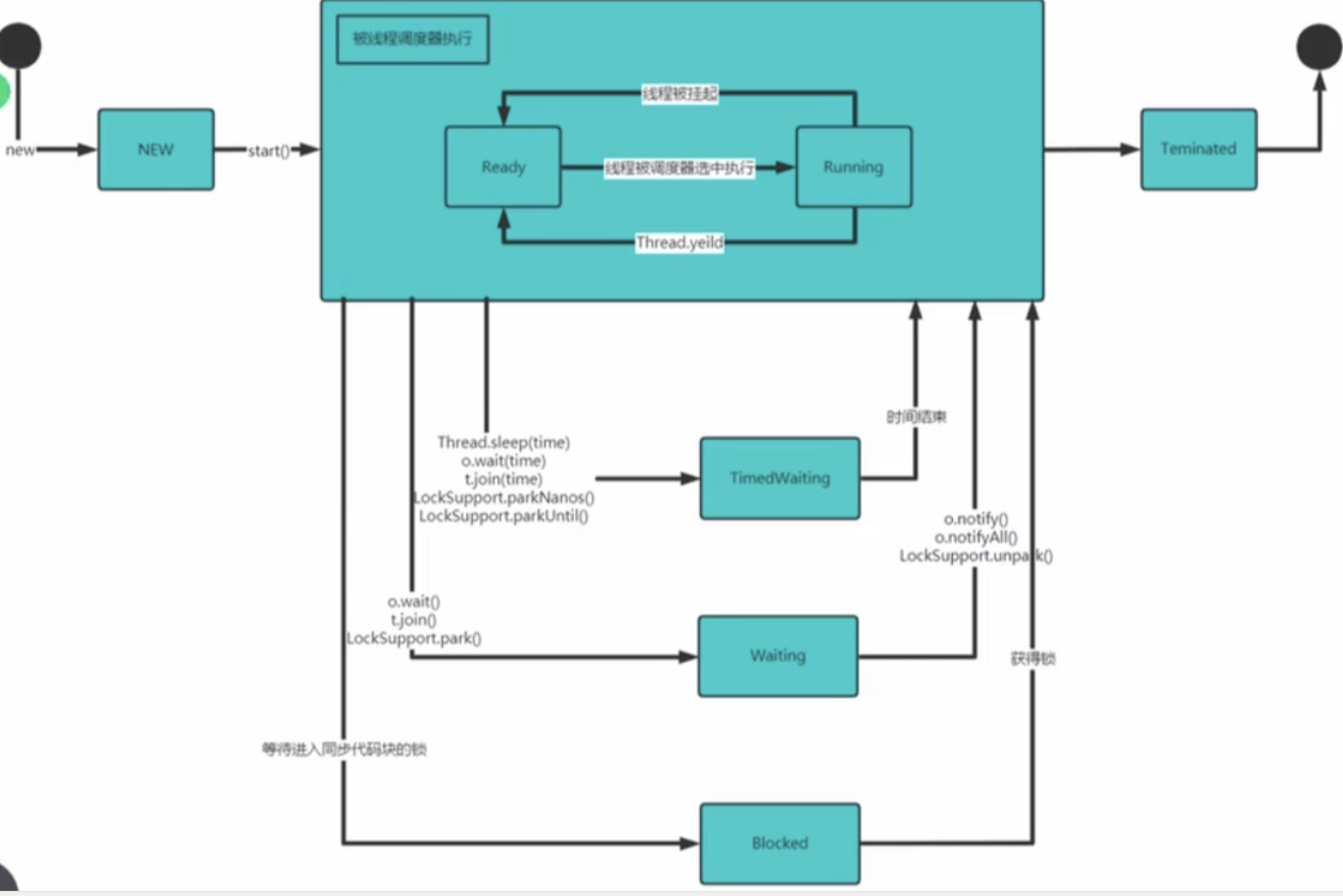 被线程调度器执行
线程被挂起
new
NEW
start()
Ready
线程被调度器选中执行
Running
Teminated
Thread.yeild
时间结束
Thread.sleep(time)
o.wait(time)
t.join(time)
LockSupport.parkNanos()
LockSupport.parkUntil()
TimedWaiting
o.notify()
o.notifyAll()
LockSupport.unpark()
o.wait()
t.join()
LockSupport.park()
Waiting
获得锁
等待进入同步代码块的锁
Blocked